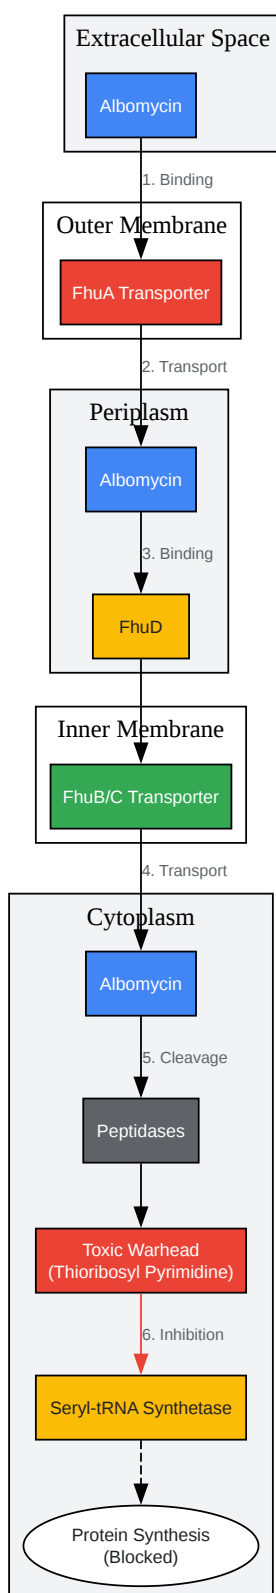 Extracellular Space
Albomycin
1. Binding
Outer Membrane
FhuA Transporter
2. Transport
Periplasm
Albomycin
3. Binding
FhuD
Inner Membrane
FhuB/C Transporter
4. Transport
Cytoplasm
Albomycin
5. Cleavage
Peptidases
Toxic Warhead
(Thioribosyl Pyrimidine)
6. Inhibition
Seryl-tRNA Synthetase
Protein Synthesis
(Blocked)